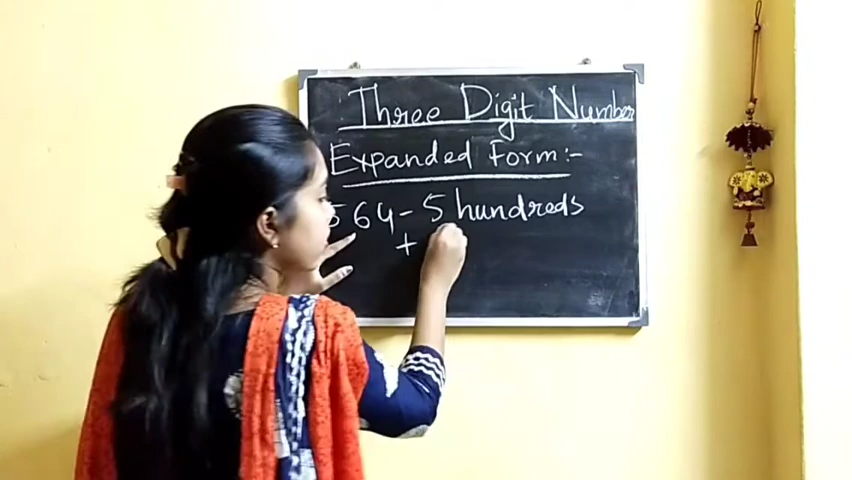 Three Digit Number
Expanded Form:-
564 - 5 hundreds
+